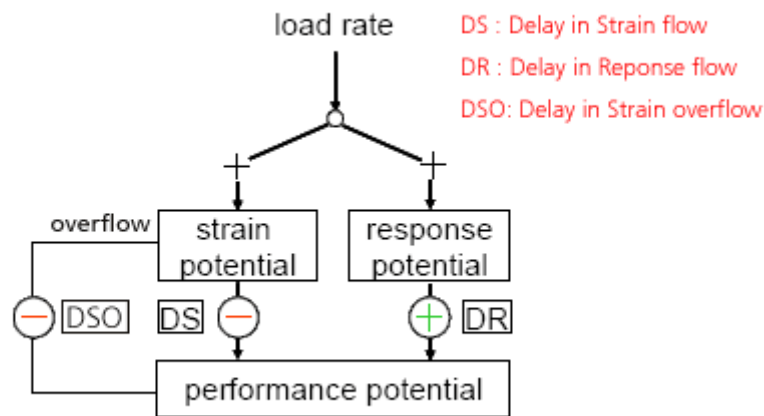 load rate
DS : Delay in Strain flow
DR : Delay in Reponse flow
DSO: Delay in Strain overflow
overflow
strain
potential
response
potential
DSO
DS
DR
performance potential